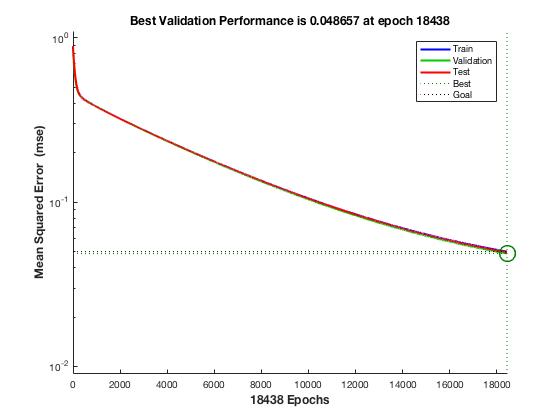 Best Validation Performance is 0.048657 at epoch 18438
Mean Squared Error (mse)
10^0
10^-1
10^-2
Train
Validation
Test
Best
Goal
0 2000 4000 6000 8000 10000 12000 14000 16000 18000
18438 Epochs